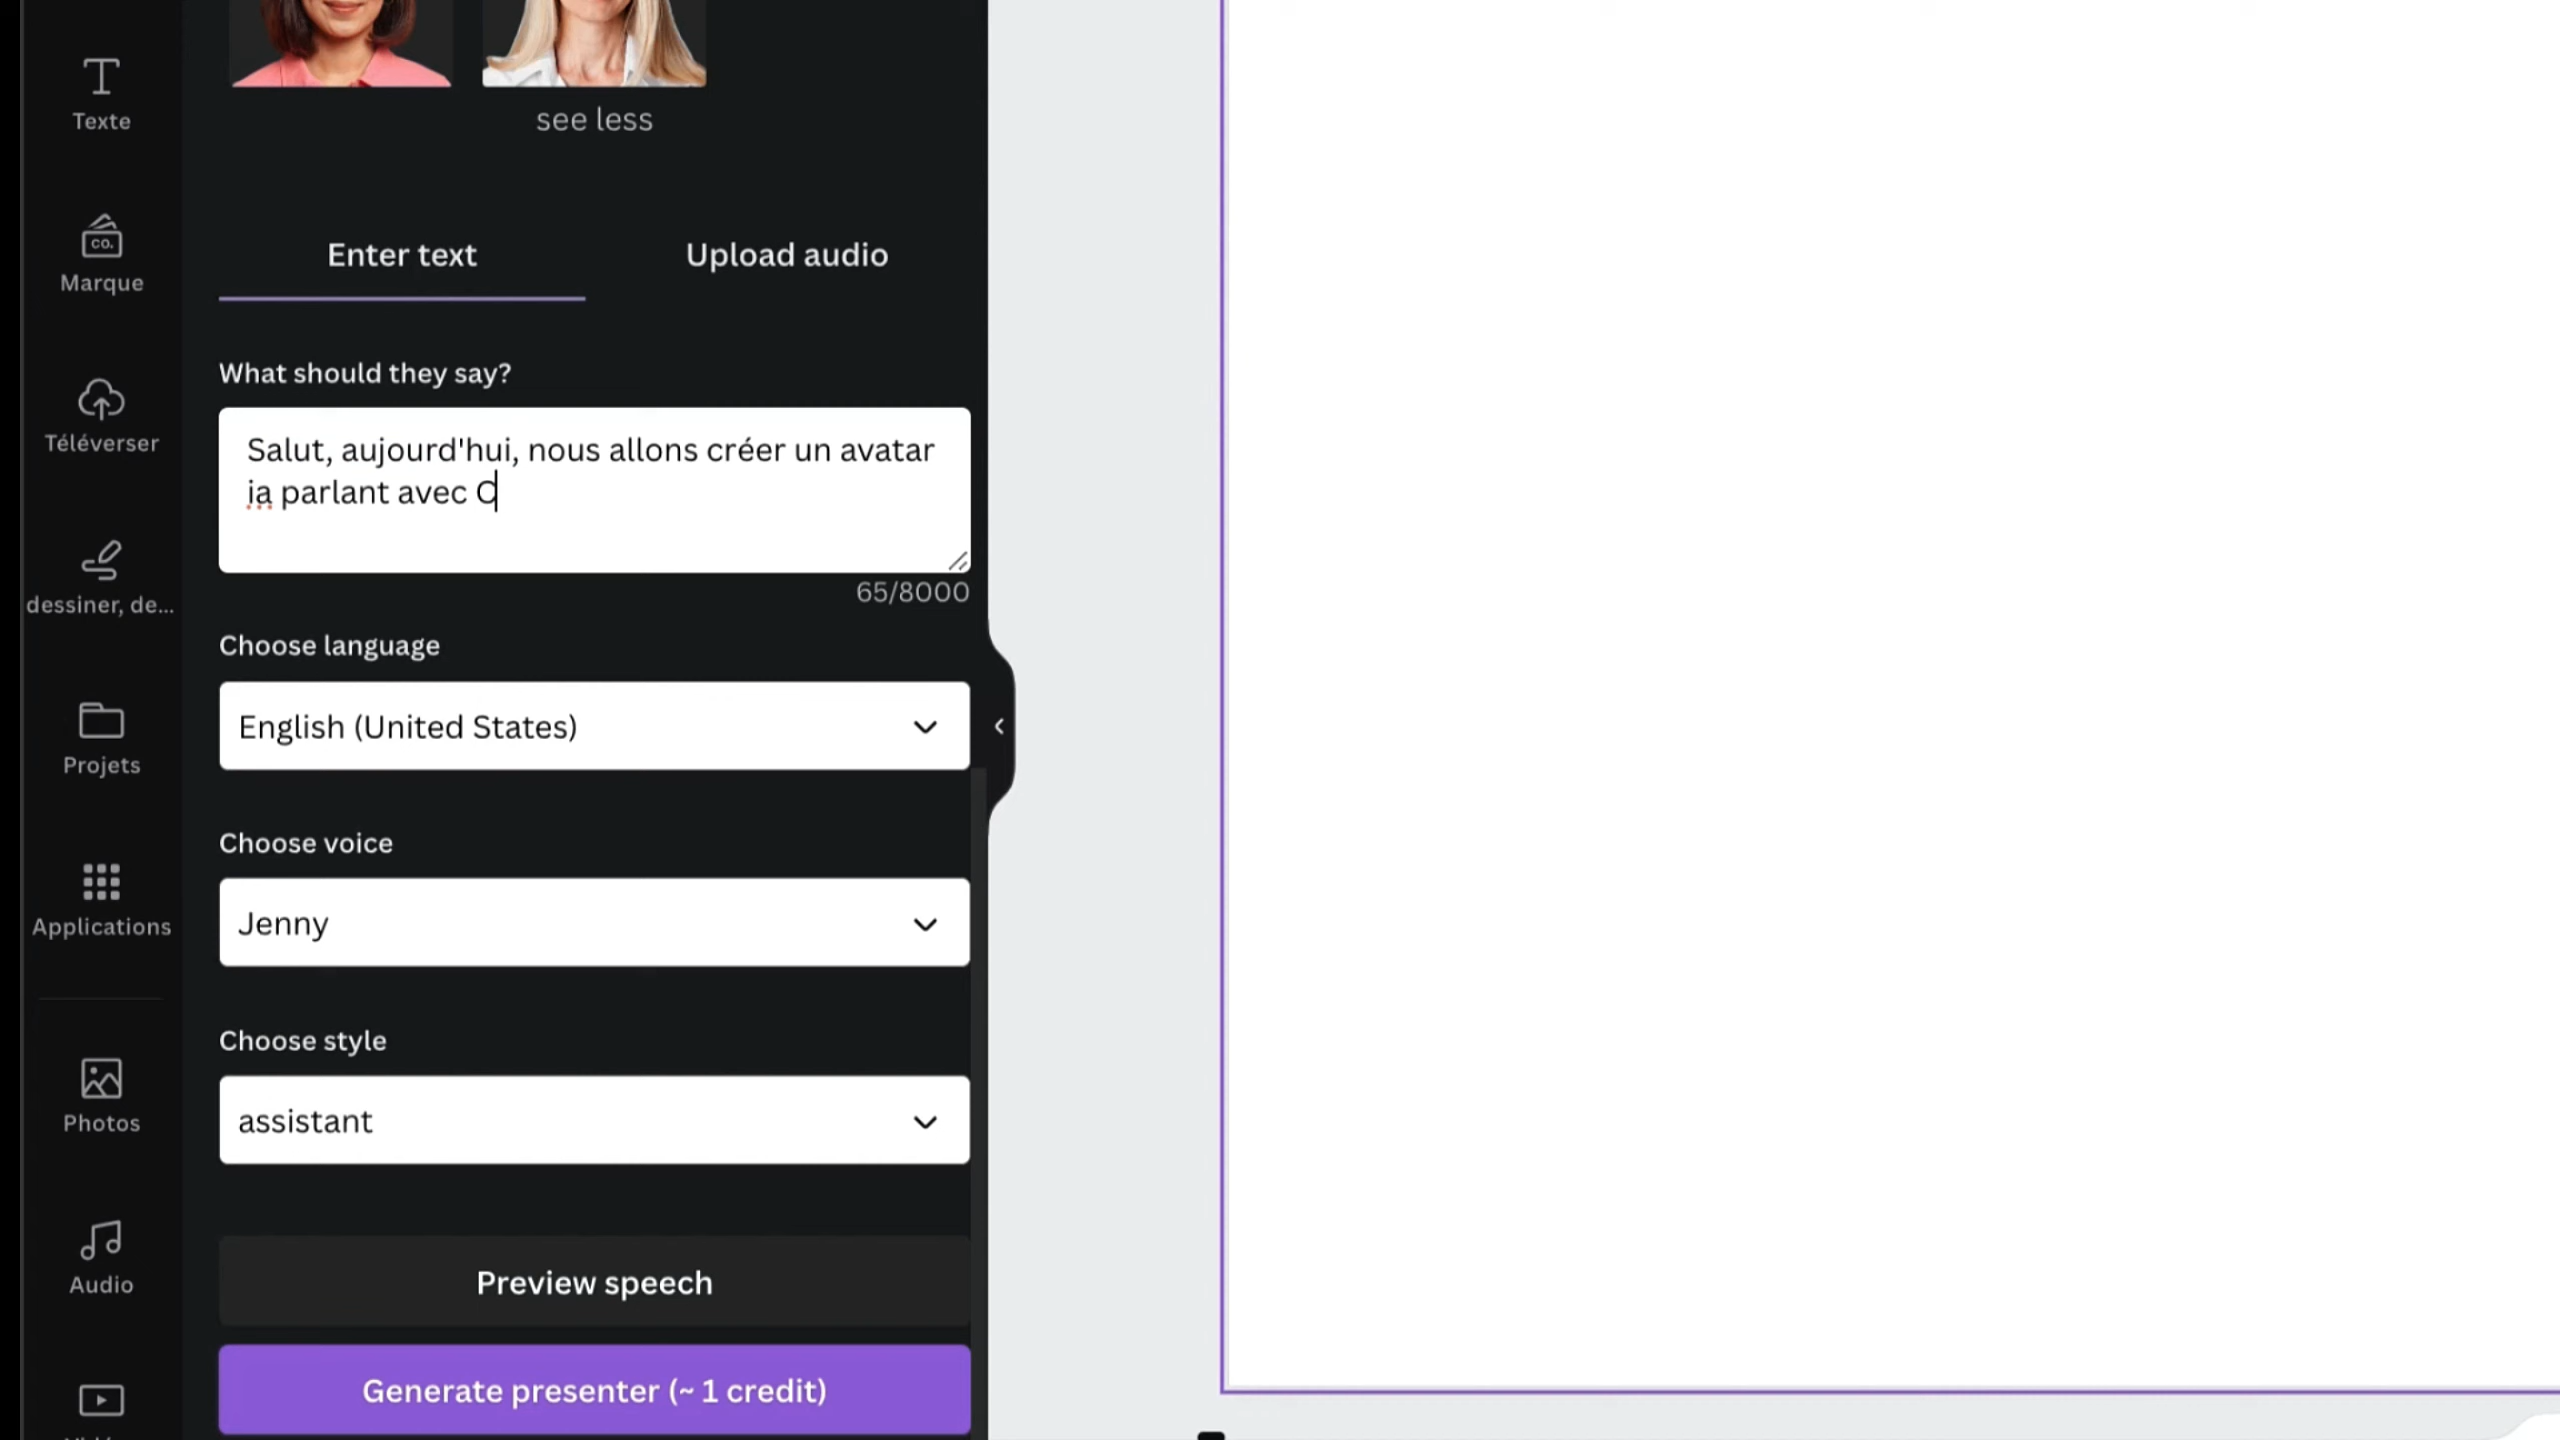 Texte
Marque
CO.
Téléverser
dessiner, de...
Projets
Applications
Photos
Audio
see less
Enter text
Upload audio
What should they say?
Salut, aujourd'hui, nous allons créer un avatar
ia parlant avec C
65/8000
Choose language
English (United States)
Choose voice
Jenny
Choose style
assistant
Preview speech
Generate presenter (~ 1 credit)